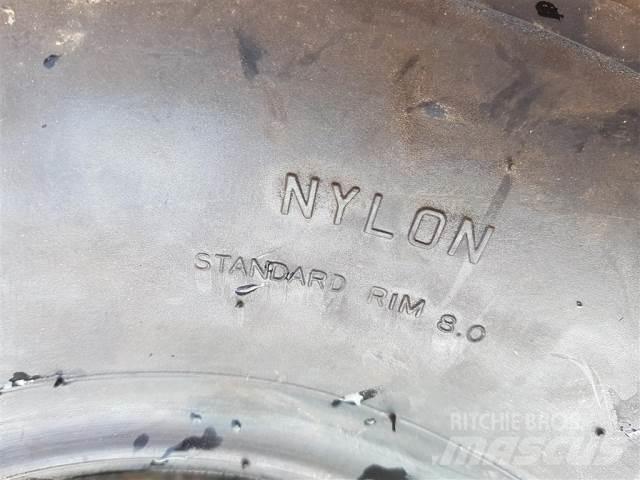 NYLON
STANDARD RIM 8.0
RITCHIE BROS.
MASCUS